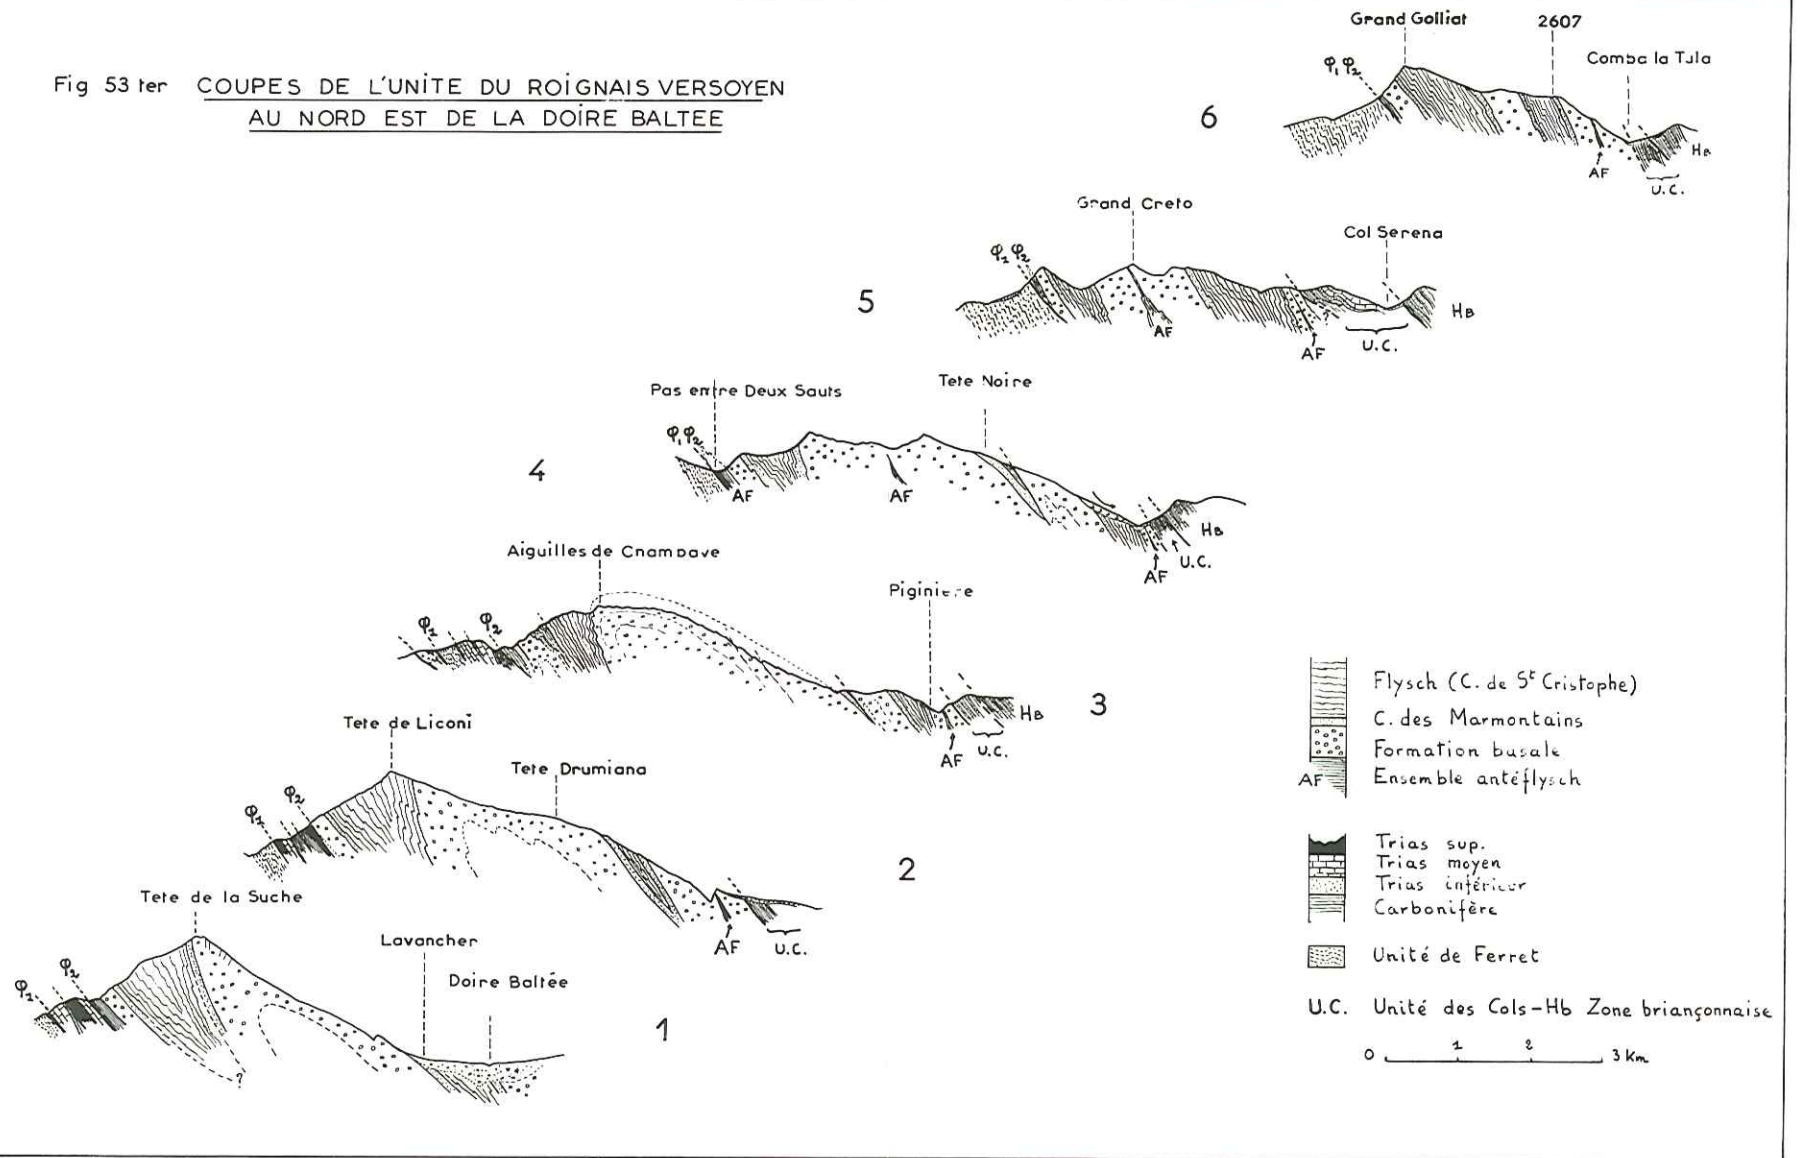 Fig 53 ter COUPES DE L'UNITE DU ROIGNAIS VERSOYEN
AU NORD EST DE LA DOIRE BALTEE
Grand Golliat
2607
Combe la Tula
φ₁ φ₂
6
AF
Hb
U.C.
Grand Creto
Col Serena
φ₁ φ₂
5
AF
AF
U.C.
HB
Pas entre Deux Sauts
Tete Noire
φ₁ φ₂
4
AF
AF
AF
U.C.
HB
Aiguilles de Chambave
Piginiere
φ₁
φ₂
3
AF
U.C.
HB
Tete de Liconi
Tete Drumiana
φ₁
φ₂
2
AF
U.C.
Tete de la Suche
Lavancher
Doire Baltée
φ₁
φ₂
?
1
Flysch (C. de St Cristophe)
C. des Marmontains
Formation basale
AF Ensemble antéflysch
Trias sup.
Trias moyen
Trias inférieur
Carbonifère
Unité de Ferret
U.C. Unité des Cols-Hb Zone briançonnaise
0 1 2 3 Km